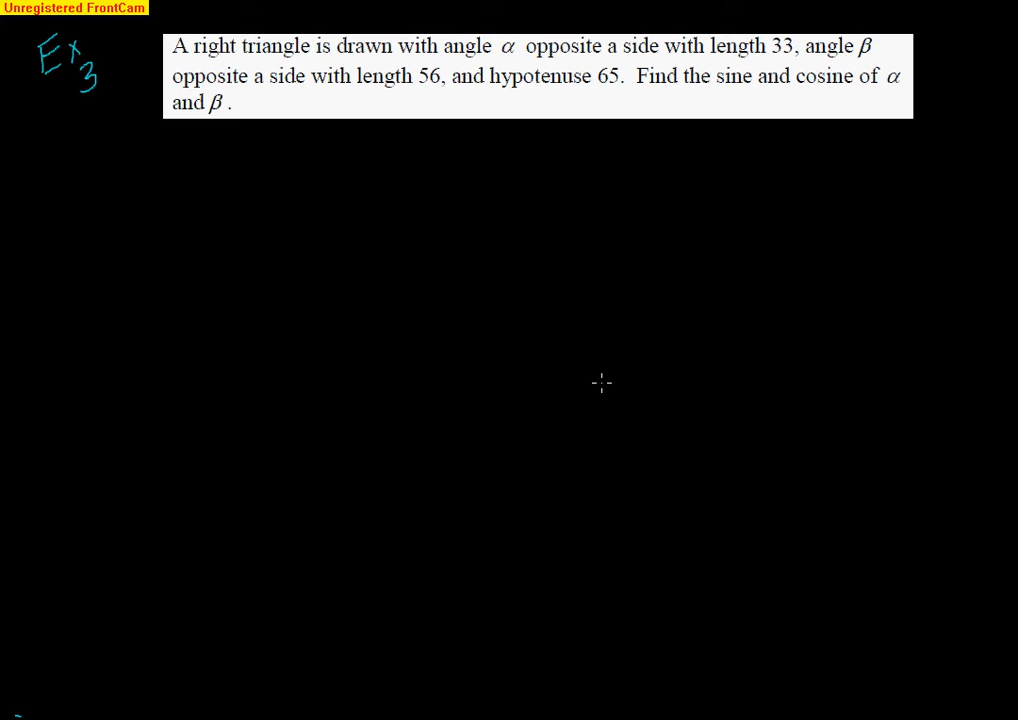 Unregistered FrontCam
Ex 3
A right triangle is drawn with angle α opposite a side with length 33, angle β
opposite a side with length 56, and hypotenuse 65. Find the sine and cosine of α
and β .